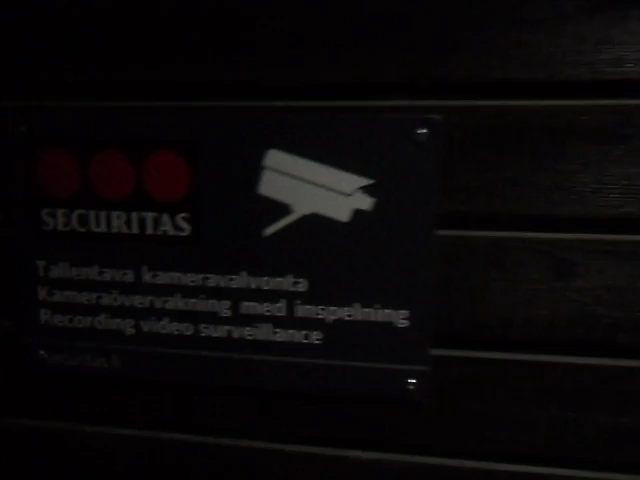 SECURITAS
Tallentava kameravalvonta
Kameraövervakning med inspelning
Recording video surveillance